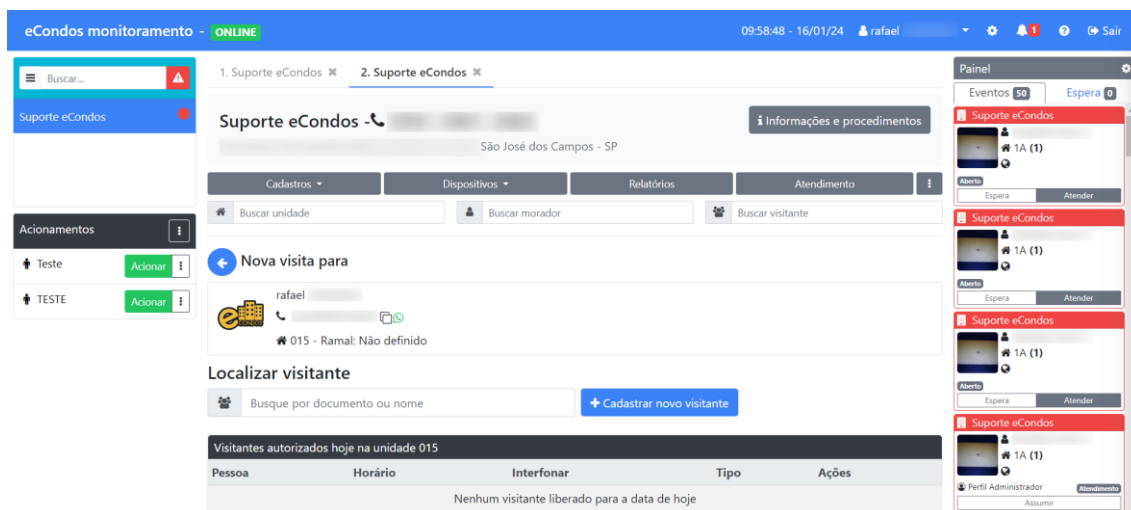 eCondos monitoramento - ONLINE
09:58:48 - 16/01/24 rafael
1
Sair
Buscar...
Suporte eCondos
Acionamentos
Teste Acionar
TESTE Acionar
1. Suporte eCondos 2. Suporte eCondos
Suporte eCondos -
Informações e procedimentos
São José dos Campos - SP
Cadastros Dispositivos Relatórios Atendimento
Buscar unidade Buscar morador Buscar visitante
Nova visita para
eCONDOS
rafael
015 - Ramal: Não definido
Localizar visitante
Busque por documento ou nome + Cadastrar novo visitante
Visitantes autorizados hoje na unidade 015
Pessoa Horário Interfonar Tipo Ações
Nenhum visitante liberado para a data de hoje
Painel
Eventos 50 Espera 0
Suporte eCondos
1A (1)
Aberto
Espera Atender
Suporte eCondos
1A (1)
Aberto
Espera Atender
Suporte eCondos
1A (1)
Aberto
Espera Atender
Suporte eCondos
1A (1)
Perfil Administrador Atendimento
Assumir